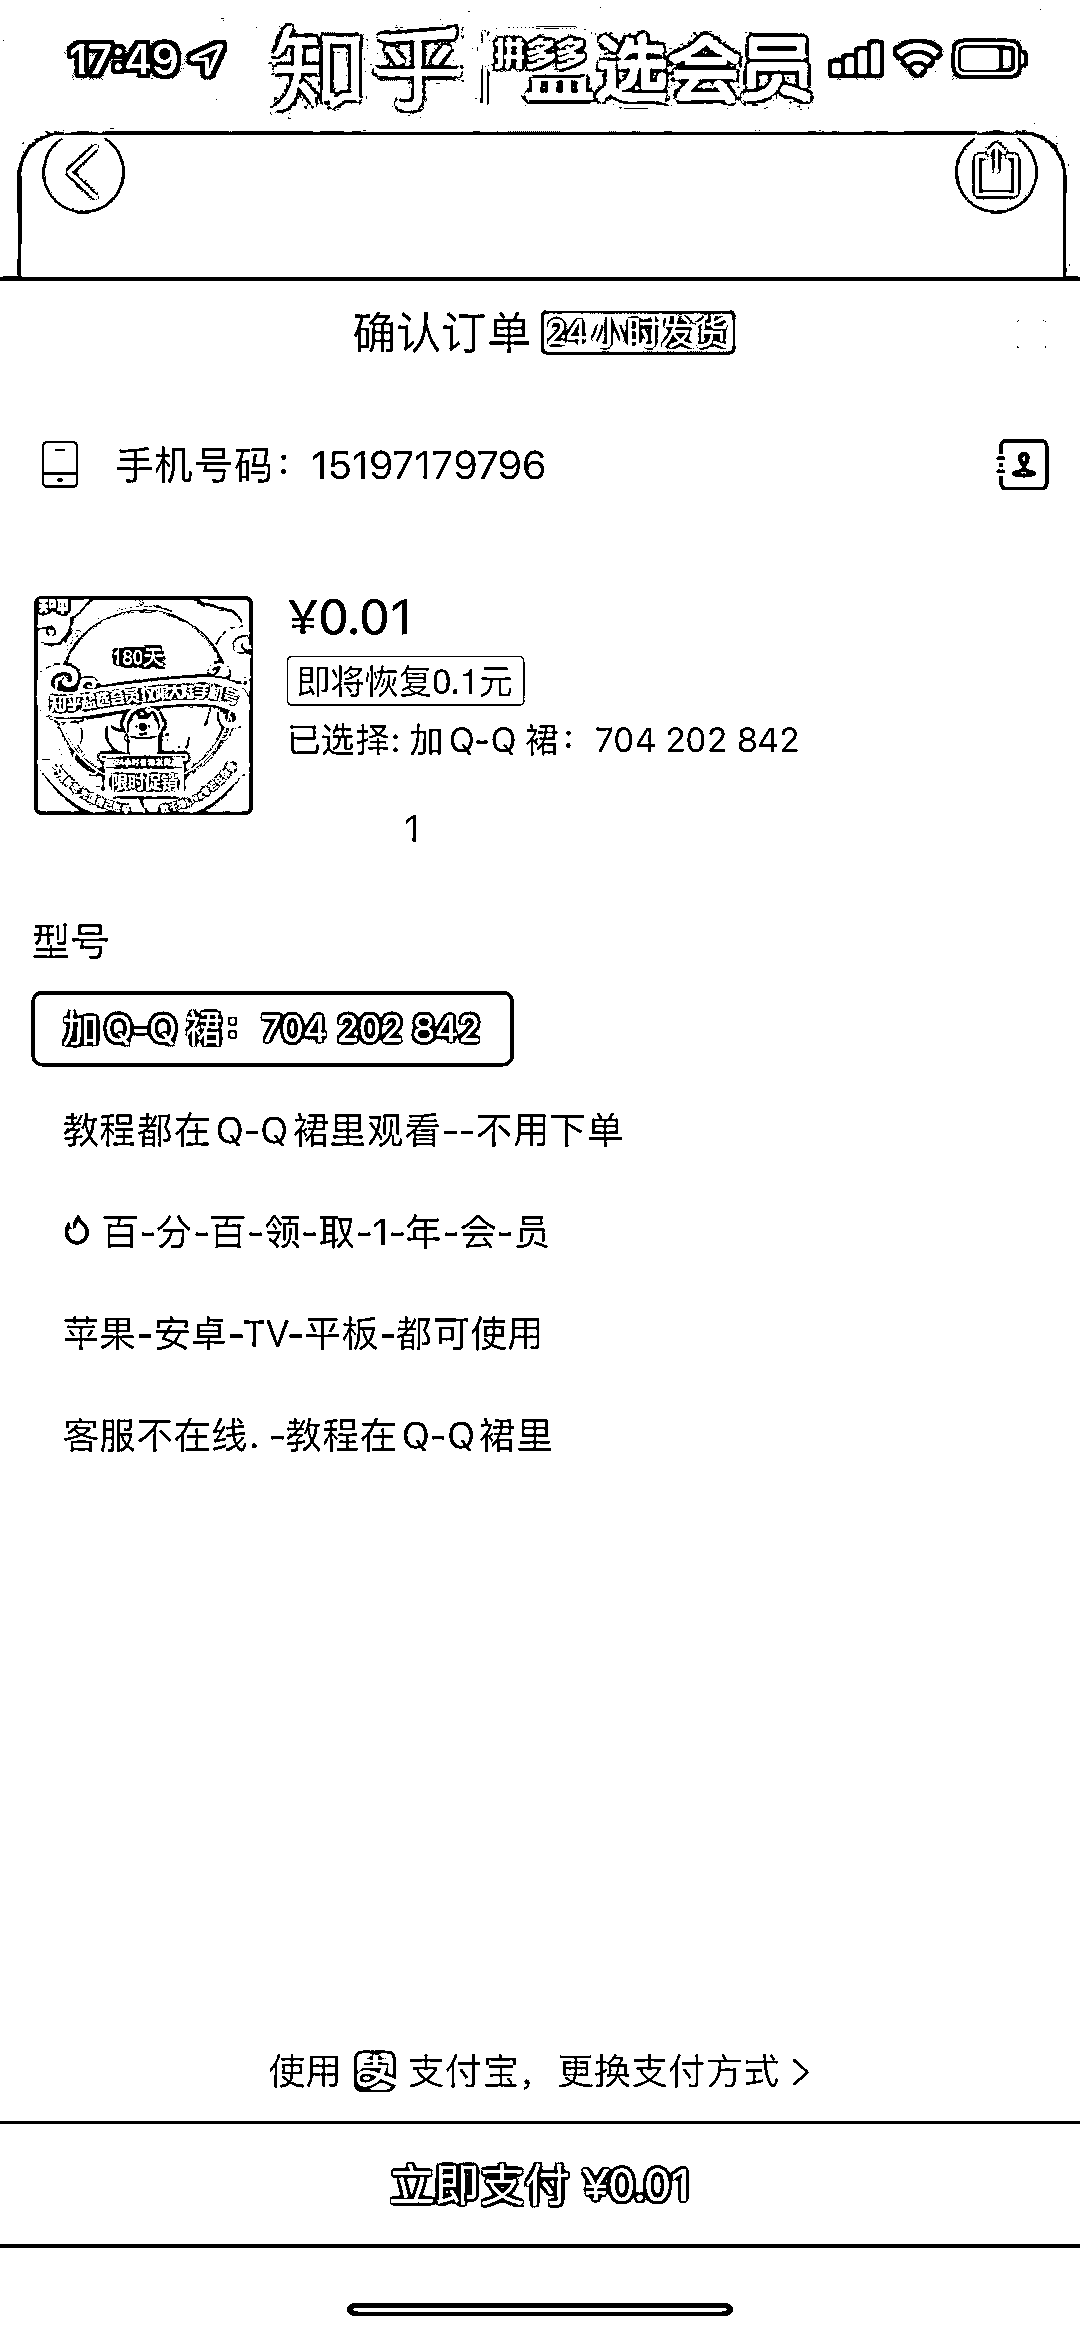 17:49
知乎 拼多多 盐选会员
确认订单 24小时发货
手机号码：15197179796
¥0.01
即将恢复0.1元
已选择: 加Q-Q 裙：704 202 842
180天
限时促销
1
型号
加Q-Q 裙：704 202 842
教程都在Q-Q裙里观看--不用下单
百-分-百-领-取-1-年-会-员
苹果-安卓-TV-平板-都可使用
客服不在线. -教程在Q-Q裙里
使用 支付宝，更换支付方式 >
立即支付 ¥0.01